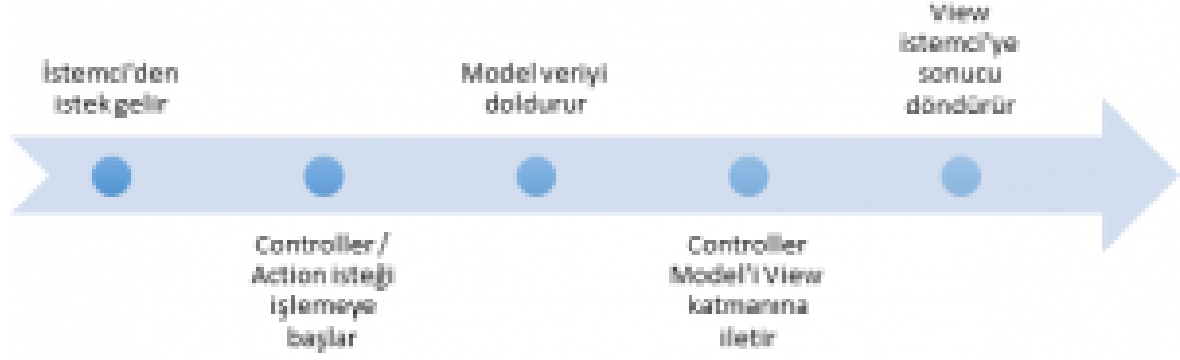 İstemci'den
istek gelir
Controller /
Action isteği
işlemeye
başlar
Model veriyi
doldurur
Controller
Model'i View
katmanına
iletir
View
istemci'ye
sonucu
döndürür